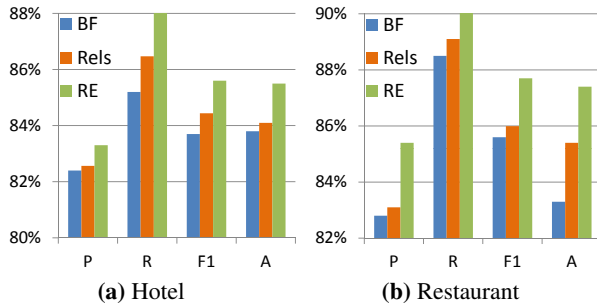 88%
86%
84%
82%
80%
BF
Rels
RE
P R F1 A
(a) Hotel
90%
88%
86%
84%
82%
BF
Rels
RE
P R F1 A
(b) Restaurant